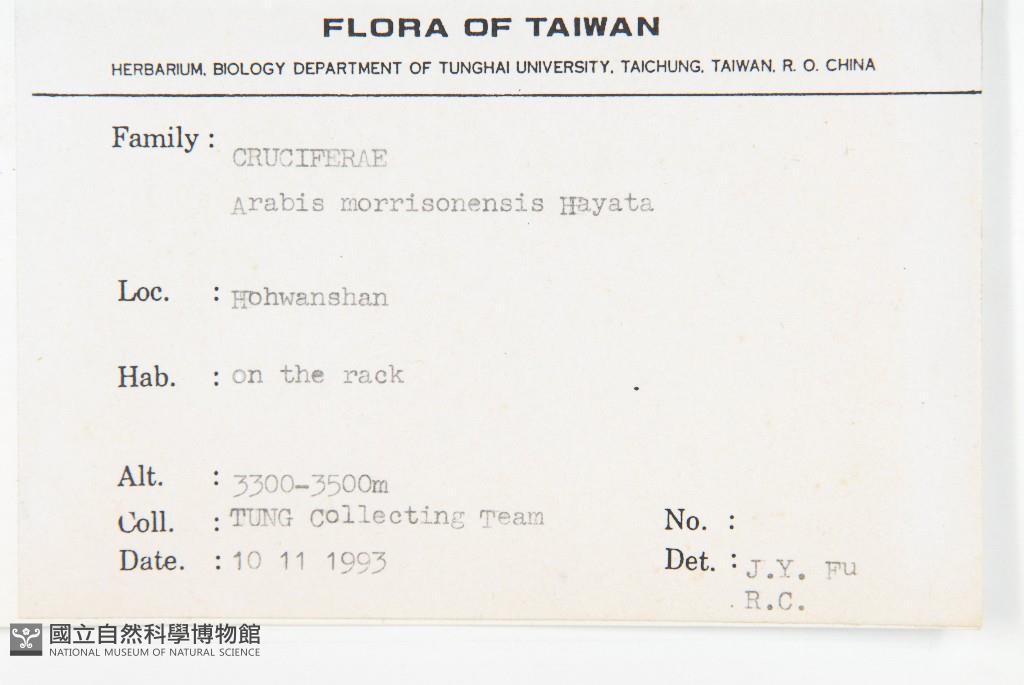 FLORA OF TAIWAN
HERBARIUM, BIOLOGY DEPARTMENT OF TUNGHAI UNIVERSITY, TAICHUNG, TAIWAN, R. O. CHINA
Family :
CRUCIFERAE
Arabis morrisonensis Hayata
Loc. : Hohwanshan
Hab. : on the rack
Alt. : 3300-3500m
Coll. : TUNG Collecting Team No. :
Date. : 10 11 1993 Det. : J.Y. Fu
R.C.
國立自然科學博物館
NATIONAL MUSEUM OF NATURAL SCIENCE